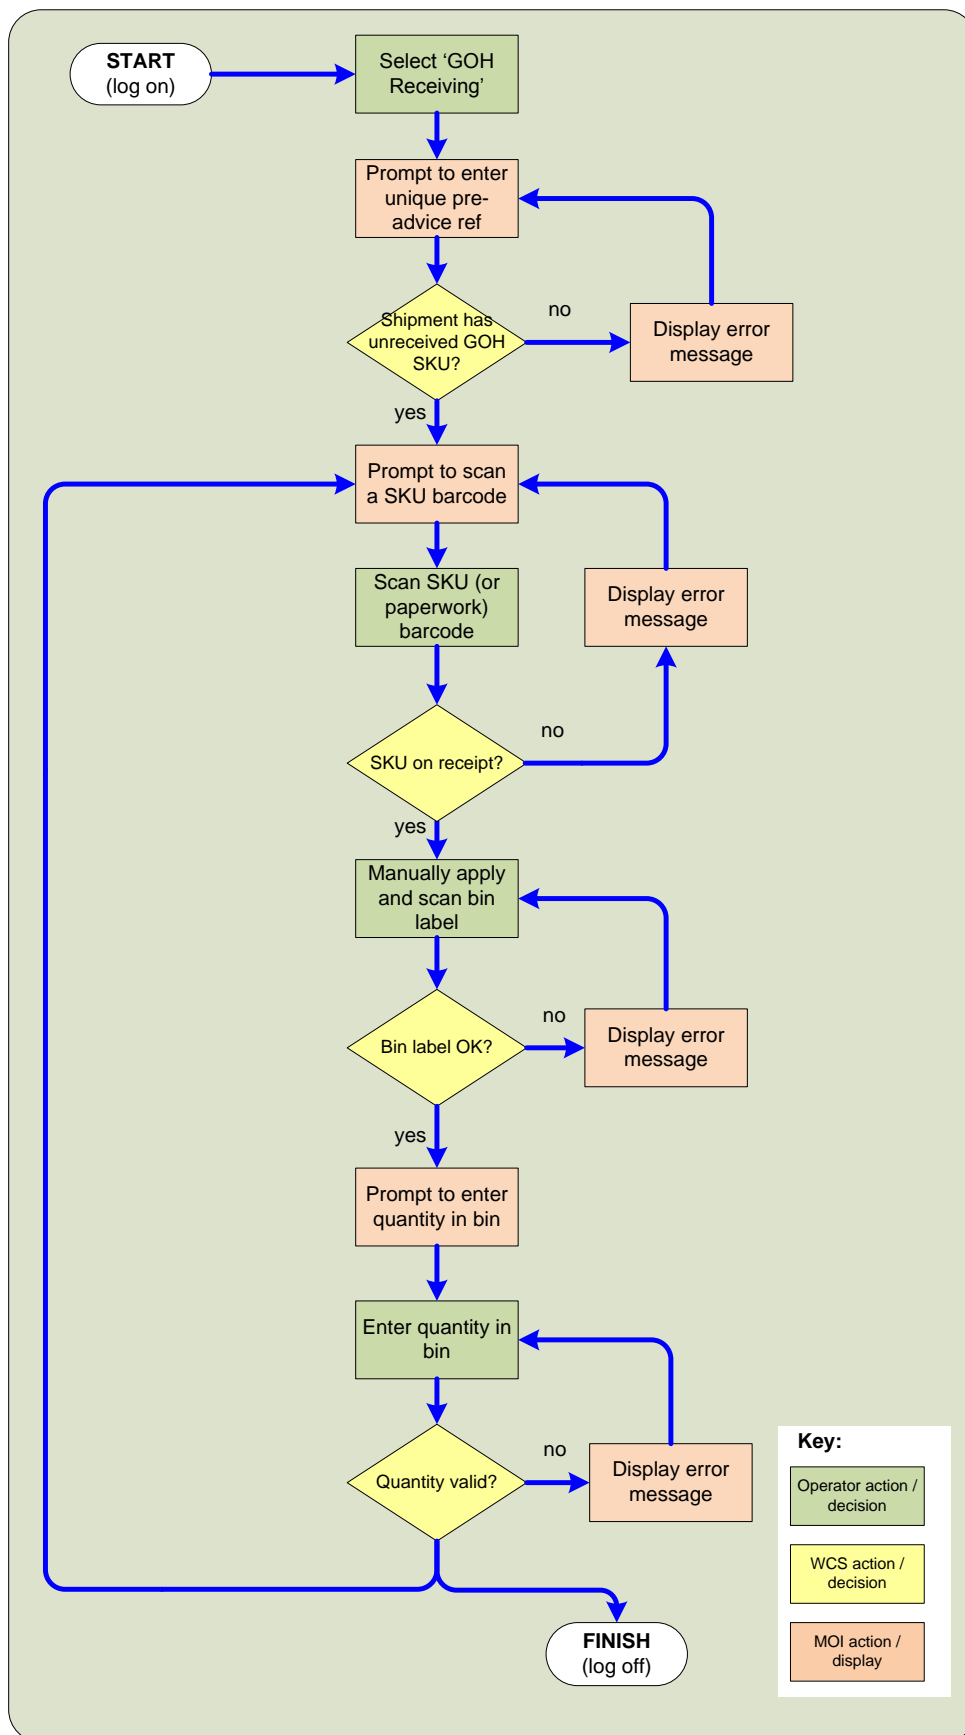 START
(log on)
Select ‘GOH
Receiving’
Prompt to enter
unique pre-
advice ref
Shipment has
unreceived GOH
SKU?
no
Display error
message
yes
Prompt to scan
a SKU barcode
Scan SKU (or
paperwork)
barcode
Display error
message
SKU on receipt?
no
yes
Manually apply
and scan bin
label
Bin label OK?
no
Display error
message
yes
Prompt to enter
quantity in bin
Enter quantity in
bin
Quantity valid?
no
Display error
message
FINISH
(log off)
Key:
Operator action /
decision
WCS action /
decision
MOI action /
display